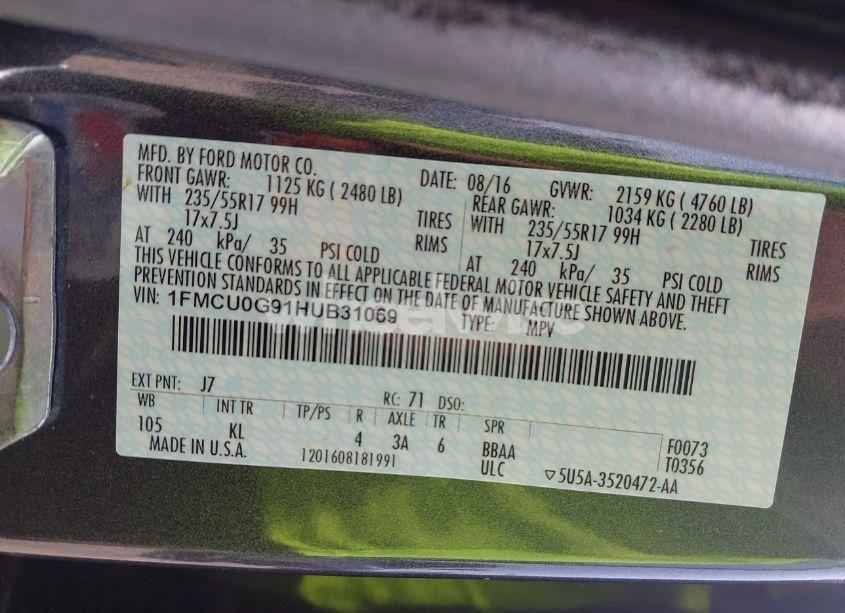 MFD. BY FORD MOTOR CO.
DATE: 08/16 GVWR: 2159 KG ( 4760 LB)
FRONT GAWR: 1125 KG ( 2480 LB) REAR GAWR: 1034 KG ( 2280 LB)
WITH 235/55R17 99H TIRES WITH 235/55R17 99H TIRES
17x7.5J RIMS 17x7.5J RIMS
AT 240 kPa/ 35 PSI COLD AT 240 kPa/ 35 PSI COLD
THIS VEHICLE CONFORMS TO ALL APPLICABLE FEDERAL MOTOR VEHICLE SAFETY AND THEFT
PREVENTION STANDARDS IN EFFECT ON THE DATE OF MANUFACTURE SHOWN ABOVE.
VIN: 1FMCU0G91HUB31069 TYPE: MPV
EXT PNT: J7 RC: 71 DSO:
WB INT TR TP/PS R AXLE TR SPR
105 KL 4 3A 6 BBAA F0073
MADE IN U.S.A. 1201608181991 ULC ▽5U5A-3520472-AA T0356